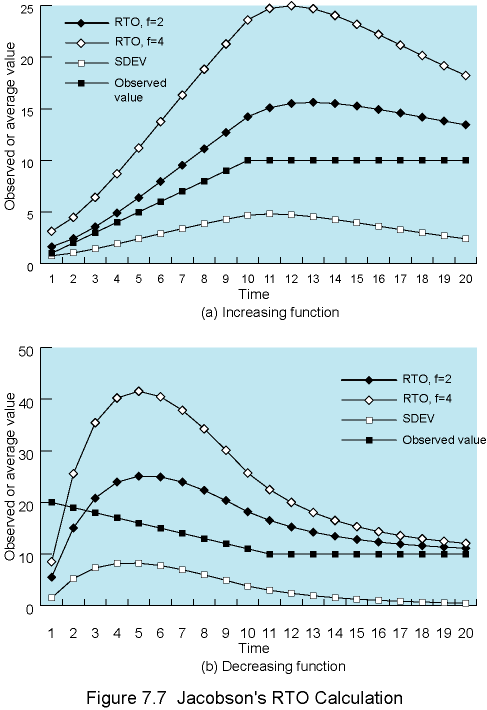 25
20
15
10
5
0
Observed or average value
RTO, f=2
RTO, f=4
SDEV
Observed
value
1 2 3 4 5 6 7 8 9 10 11 12 13 14 15 16 17 18 19 20
Time
(a) Increasing function
50
40
30
20
10
0
Observed or average value
RTO, f=2
RTO, f=4
SDEV
Observed value
1 2 3 4 5 6 7 8 9 10 11 12 13 14 15 16 17 18 19 20
Time
(b) Decreasing function
Figure 7.7 Jacobson's RTO Calculation